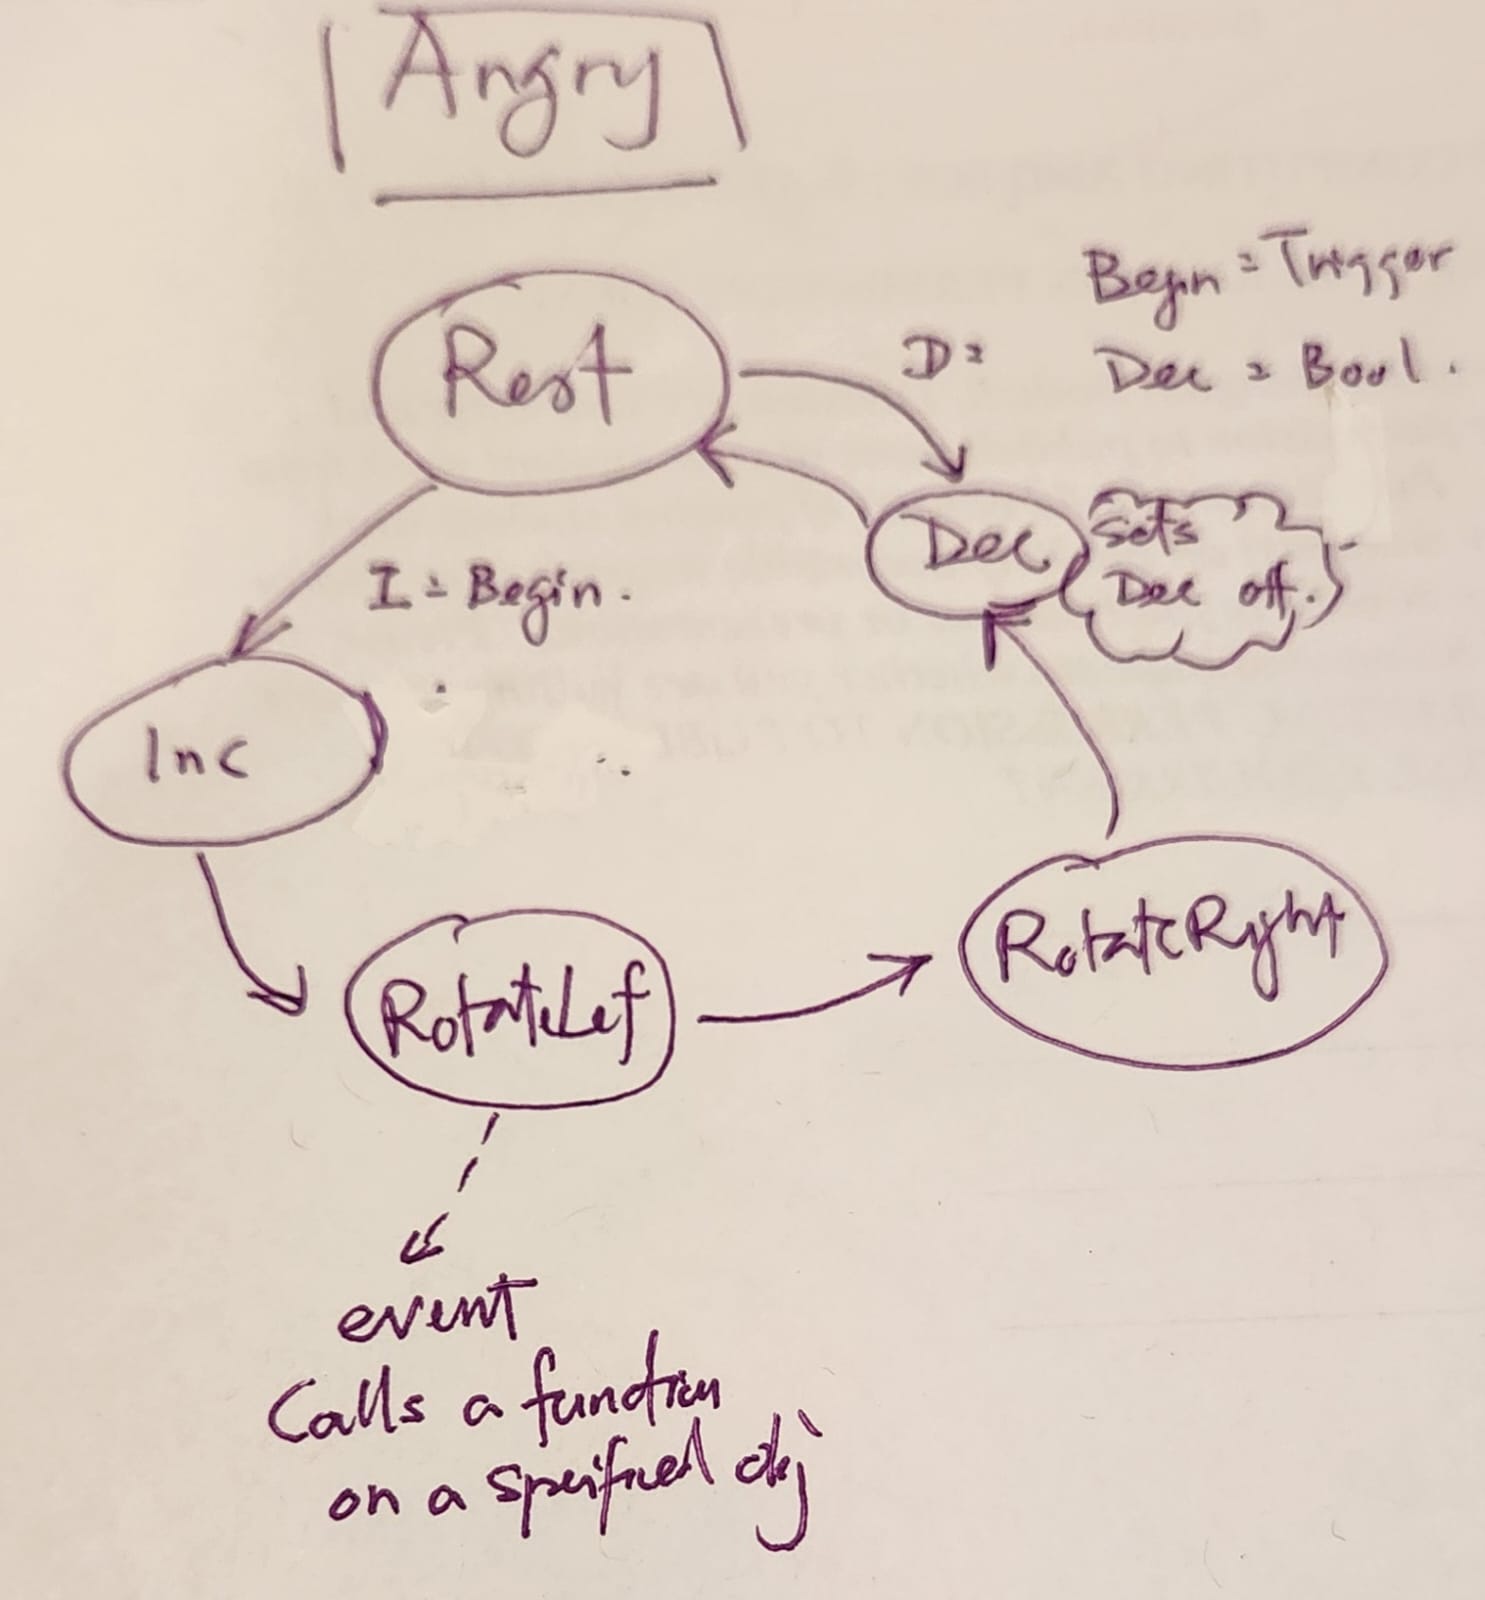 Angry
Rest
D=
Begin = Trigger
Dec = Bool.
Dec
Sets
Dec off.
I = Begin.
Inc
RotateLef
RotateRight
event
Calls a function
on a specified obj